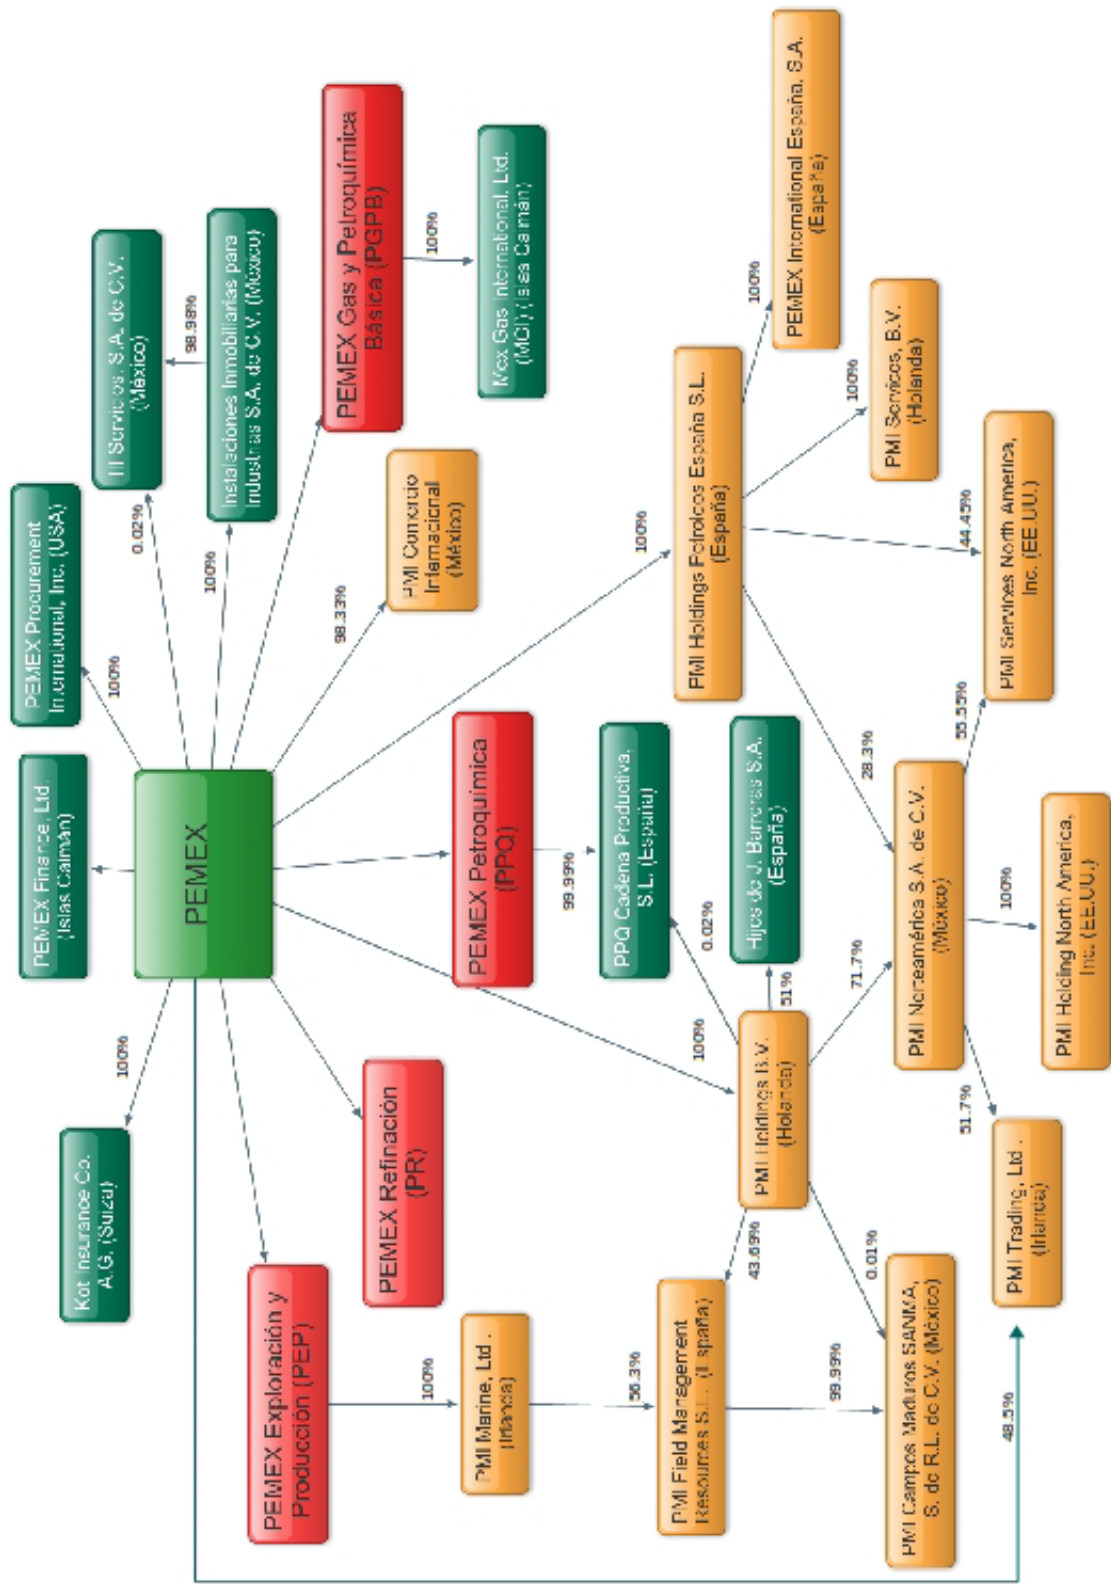 Kot Insurance Co.
A.G. (Suiza)
100%
PEMEX Finance, Ltd.
(Islas Caimán)
PEMEX Procurement
International, Inc. (USA)
100%
III Servicios, S.A. de C.V.
(México)
0.02%
98.98%
Instalaciones Inmobiliarias para
Industrias S.A. de C.V. (México)
100%
PEMEX
PEMEX Exploración y
Producción (PEP)
PEMEX Refinación
(PR)
PEMEX Petroquímica
(PPQ)
PEMEX Gas y Petroquímica
Básica (PGPB)
PMI Comercio
Internacional
(México)
98.33%
100%
Mex Gas International, Ltd.
(MGI) (Islas Caimán)
100%
PMI Marine, Ltd.
(Irlanda)
99.99%
PPQ Cadena Productiva,
S.L. (España)
0.02%
Hijos de J. Barreras S.A.
(España)
51%
100%
PMI Holdings B.V.
(Holanda)
100%
PMI Holdings Petroleos España S.L.
(España)
56.3%
PMI Field Management
Resources S.L. (España)
43.69%
71.7%
28.3%
100%
PEMEX International España, S.A.
(España)
100%
PMI Services, B.V.
(Holanda)
99.99%
0.01%
PMI Campos Maduros SANMA,
S. de R.L. de C.V. (México)
PMI Norteamérica S.A. de C.V.
(México)
44.45%
55.55%
PMI Services North America,
Inc. (EE.UU.)
51.7%
100%
48.5%
PMI Trading, Ltd.
(Irlanda)
PMI Holding North America,
Inc. (EE.UU.)